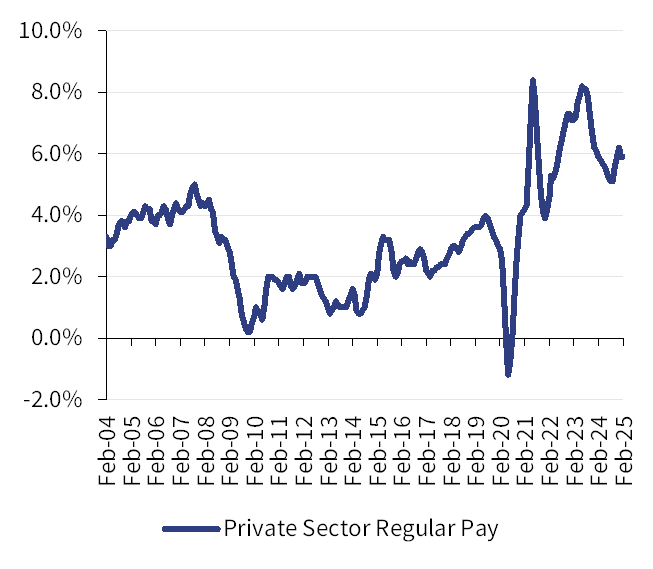 10.0%
8.0%
6.0%
4.0%
2.0%
0.0%
-2.0%
Feb-04
Feb-05
Feb-06
Feb-07
Feb-08
Feb-09
Feb-10
Feb-11
Feb-12
Feb-13
Feb-14
Feb-15
Feb-16
Feb-17
Feb-18
Feb-19
Feb-20
Feb-21
Feb-22
Feb-23
Feb-24
Feb-25
Private Sector Regular Pay